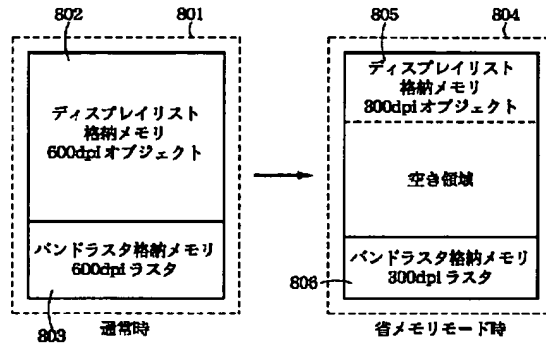 802
801
ディスプレイリスト
格納メモリ
600dpiオブジェクト
バンドラスタ格納メモリ
600dpiラスタ
803
通常時
805
804
ディスプレイリスト
格納メモリ
300dpiオブジェクト
空き領域
バンドラスタ格納メモリ
300dpiラスタ
806
省メモリモード時